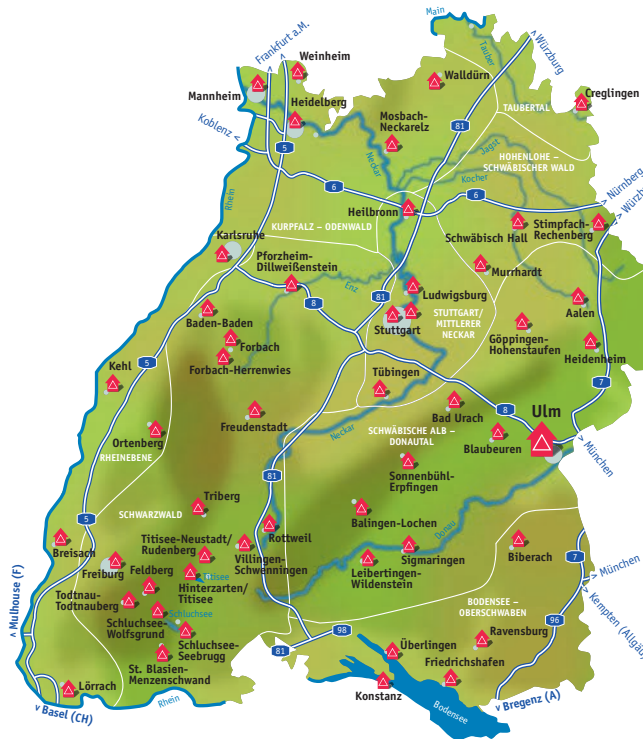 Main
Frankfurt a.M.
>
>
Weinheim
Tauber
> Würzburg
Walldürn
Mannheim
Creglingen
TAUBERTAL
Heidelberg
Mosbach-
Neckarelz
Koblenz <
81
5
Jagst
Neckar
HOHENLOHE –
SCHWÄBISCHER WALD
Kocher
6
6
> Nürnberg
> Würzb
Rhein
Heilbronn
KURPFALZ – ODENWALD
Karlsruhe
Schwäbisch Hall
Stimpfach-
Rechenberg
Pforzheim-
Dillweißenstein
Murrhardt
Enz
81
8
Ludwigsburg
Baden-Baden
STUTTGART/
MITTLERER
NECKAR
Aalen
Stuttgart
Forbach
Göppingen-
Hohenstaufen
Forbach-Herrenwies
5
Heidenheim
Kehl
7
Tübingen
8
Ulm
Bad Urach
Freudenstadt
Neckar
SCHWÄBISCHE ALB –
DONAUTAL
Ortenberg
Blaubeuren
> München
RHEINEBENE
81
Sonnenbühl-
Erpfingen
Triberg
SCHWARZWALD
5
Balingen-Lochen
Donau
Titisee-Neustadt/
Rudenberg
Rottweil
Breisach
Villingen-
Schwenningen
Sigmaringen
Biberach
7
Freiburg
Feldberg
Titisee
Leibertingen-
Wildenstein
> München
Hinterzarten/
Titisee
Todtnau-
Todtnauberg
Schluchsee
> Kempten (Allgäu
BODENSEE –
OBERSCHWABEN
Schluchsee-
Wolfsgrund
96
> Mulhouse (F)
98
Schluchsee-
Seebrugg
Ravensburg
81
Überlingen
St. Blasien-
Menzenschwand
Friedrichshafen
Lörrach
Konstanz
Rhein
Bodensee
> Basel (CH)
> Bregenz (A)